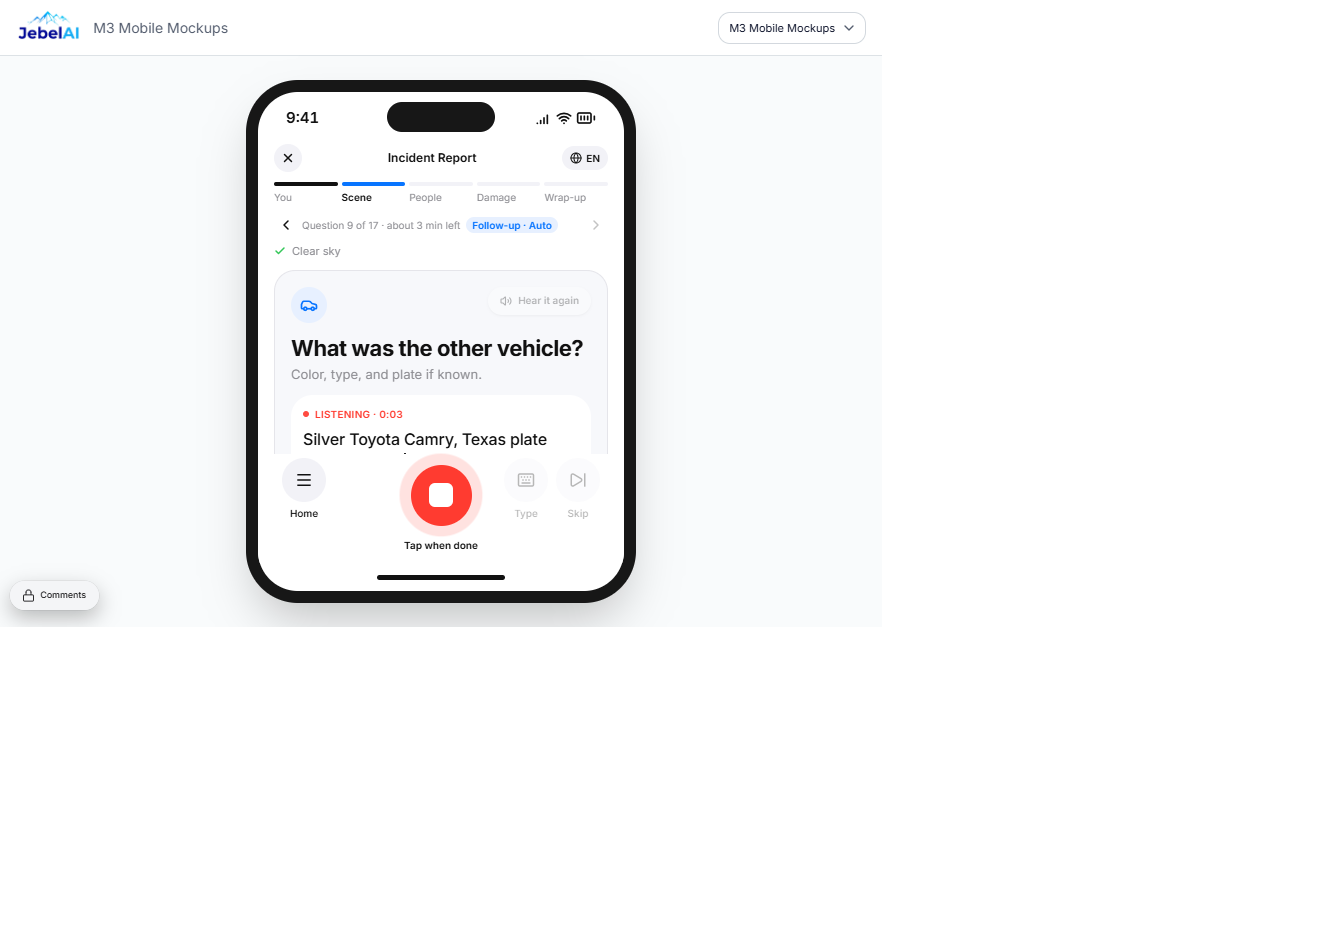 JebelAI
M3 Mobile Mockups
M3 Mobile Mockups
9:41
Incident Report
EN
You
Scene
People
Damage
Wrap-up
Question 9 of 17 · about 3 min left
Follow-up · Auto
Clear sky
Hear it again
What was the other vehicle?
Color, type, and plate if known.
LISTENING · 0:03
Silver Toyota Camry, Texas plate
Home
Type
Skip
Tap when done
Comments